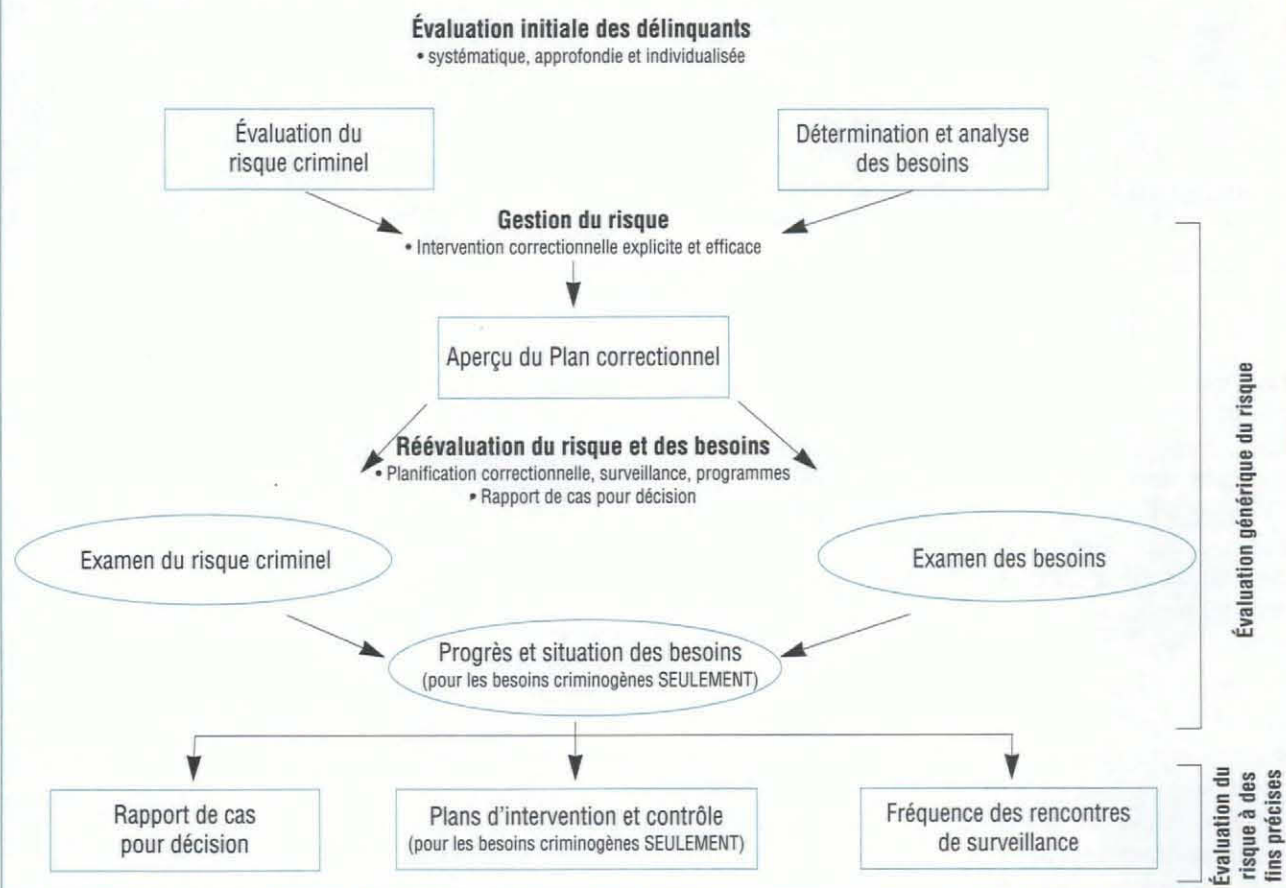 Évaluation initiale des délinquants
• systématique, approfondie et individualisée
Évaluation du
risque criminel
Détermination et analyse
des besoins
Gestion du risque
• Intervention correctionnelle explicite et efficace
Aperçu du Plan correctionnel
Réévaluation du risque et des besoins
• Planification correctionnelle, surveillance, programmes
• Rapport de cas pour décision
Examen du risque criminel
Examen des besoins
Progrès et situation des besoins
(pour les besoins criminogènes SEULEMENT)
Évaluation générique du risque
Rapport de cas
pour décision
Plans d'intervention et contrôle
(pour les besoins criminogènes SEULEMENT)
Fréquence des rencontres
de surveillance
Évaluation du
risque à des
fins précises